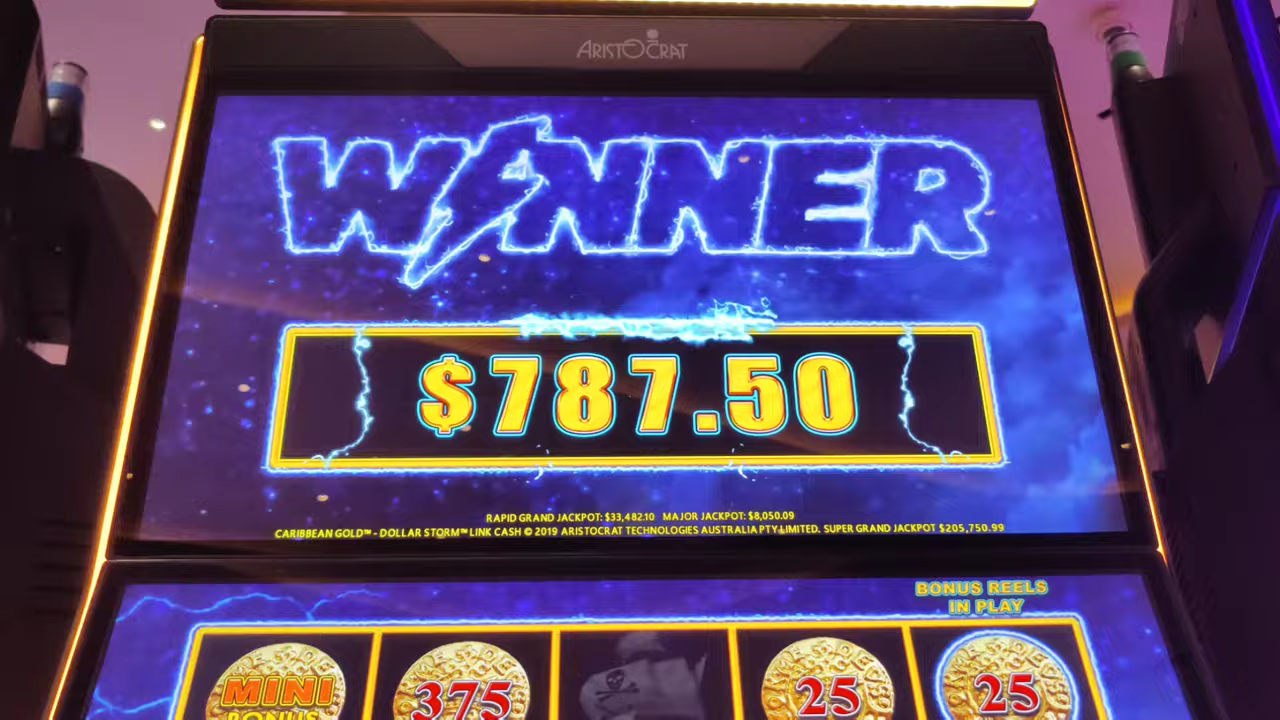 ARISTOCRAT
WINNER
$787.50
RAPID GRAND JACKPOT: $33,482.10 MAJOR JACKPOT: $8,050.09
CARIBBEAN GOLD™ - DOLLAR STORM™ LINK CASH © 2019 ARISTOCRAT TECHNOLOGIES AUSTRALIA PTY LIMITED. SUPER GRAND JACKPOT $205,750.99
BONUS REELS
IN PLAY
MINI 375 25 25
BONUS